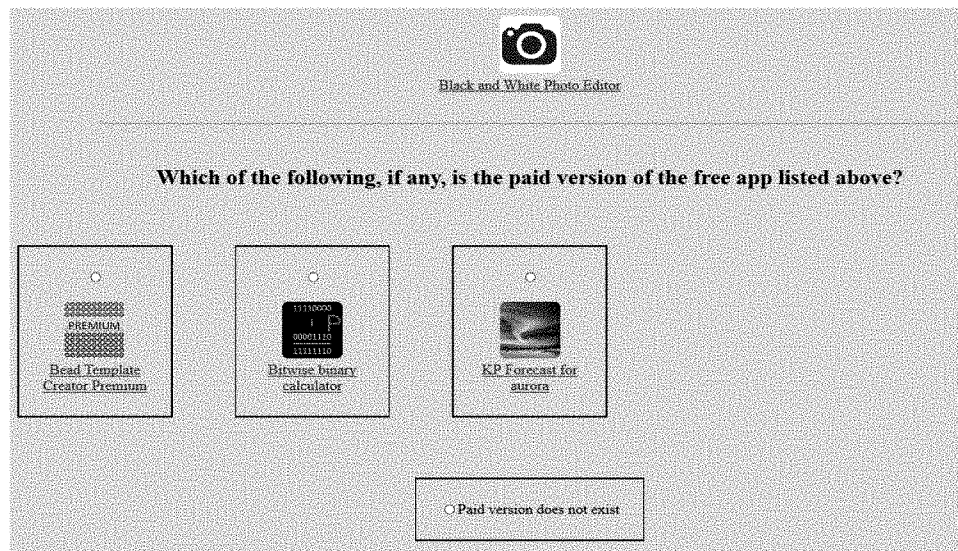 Black and White Photo Editor
Which of the following, if any, is the paid version of the free app listed above?
PREMIUM
Bead Template
Creator Premium
11110000
i P
00001110
11111110
Bitwise binary
calculator
KP Forecast for
aurora
Paid version does not exist